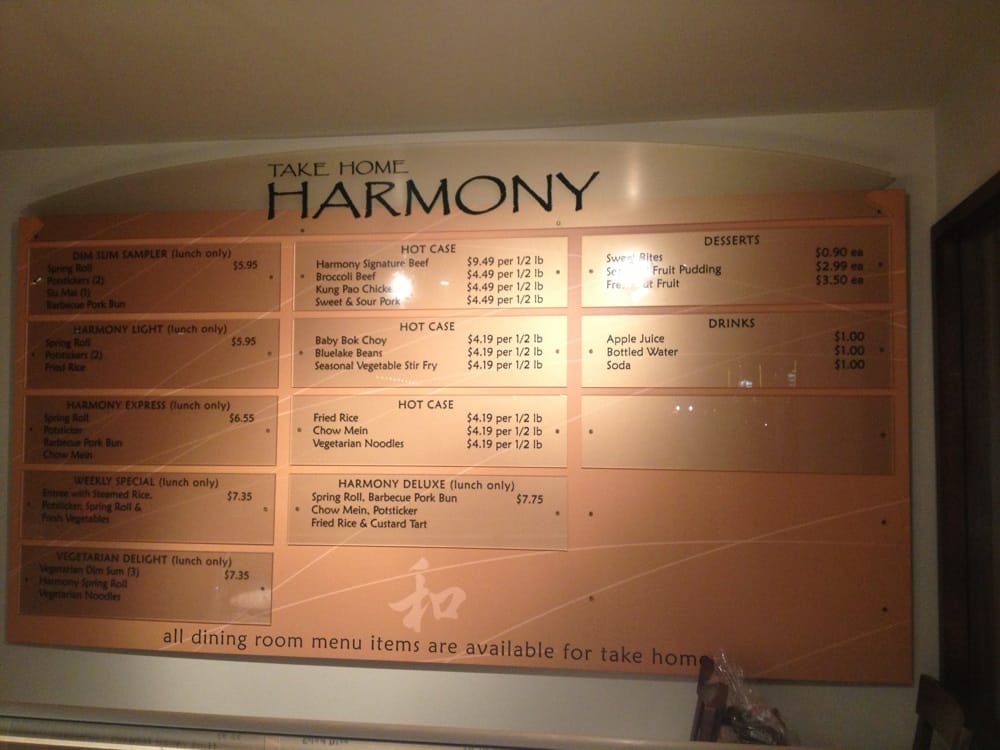 TAKE HOME
HARMONY
DIM SUM SAMPLER (lunch only)
Spring Roll $5.95
Potstickers (2)
Siu Mai (1)
Barbecue Pork Bun
HARMONY LIGHT (lunch only)
Spring Roll $5.95
Potstickers (2)
Fried Rice
HARMONY EXPRESS (lunch only)
Spring Roll $6.55
Potsticker
Barbecue Pork Bun
Chow Mein
WEEKLY SPECIAL (lunch only)
Entree with Steamed Rice, $7.35
Potsticker, Spring Roll &
Fresh Vegetables
VEGETARIAN DELIGHT (lunch only)
Vegetarian Dim Sum (3) $7.35
Harmony Spring Roll
Vegetarian Noodles
HOT CASE
Harmony Signature Beef $9.49 per 1/2 lb
Broccoli Beef $4.49 per 1/2 lb
Kung Pao Chicken $4.49 per 1/2 lb
Sweet & Sour Pork $4.49 per 1/2 lb
HOT CASE
Baby Bok Choy $4.19 per 1/2 lb
Bluelake Beans $4.19 per 1/2 lb
Seasonal Vegetable Stir Fry $4.19 per 1/2 lb
HOT CASE
Fried Rice $4.19 per 1/2 lb
Chow Mein $4.19 per 1/2 lb
Vegetarian Noodles $4.19 per 1/2 lb
HARMONY DELUXE (lunch only)
Spring Roll, Barbecue Pork Bun $7.75
Chow Mein, Potsticker
Fried Rice & Custard Tart
DESSERTS
Sweet Bites $0.90 ea
Fruit Pudding $2.99 ea
Fruit $3.50 ea
DRINKS
Apple Juice $1.00
Bottled Water $1.00
Soda $1.00
和
all dining room menu items are available for take home